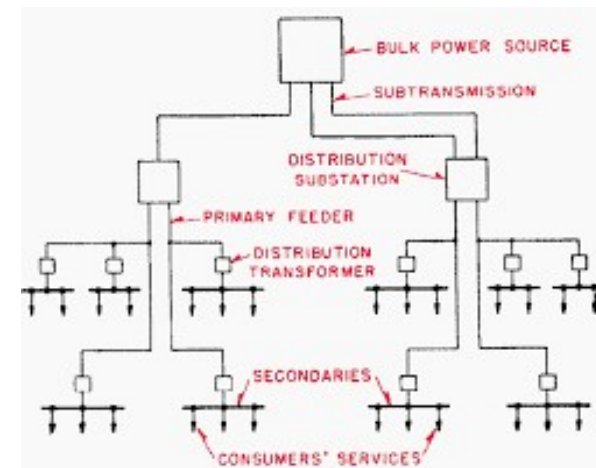 BULK POWER SOURCE
SUBTRANSMISSION
DISTRIBUTION
SUBSTATION
PRIMARY FEEDER
DISTRIBUTION
TRANSFORMER
SECONDARIES
CONSUMERS' SERVICES